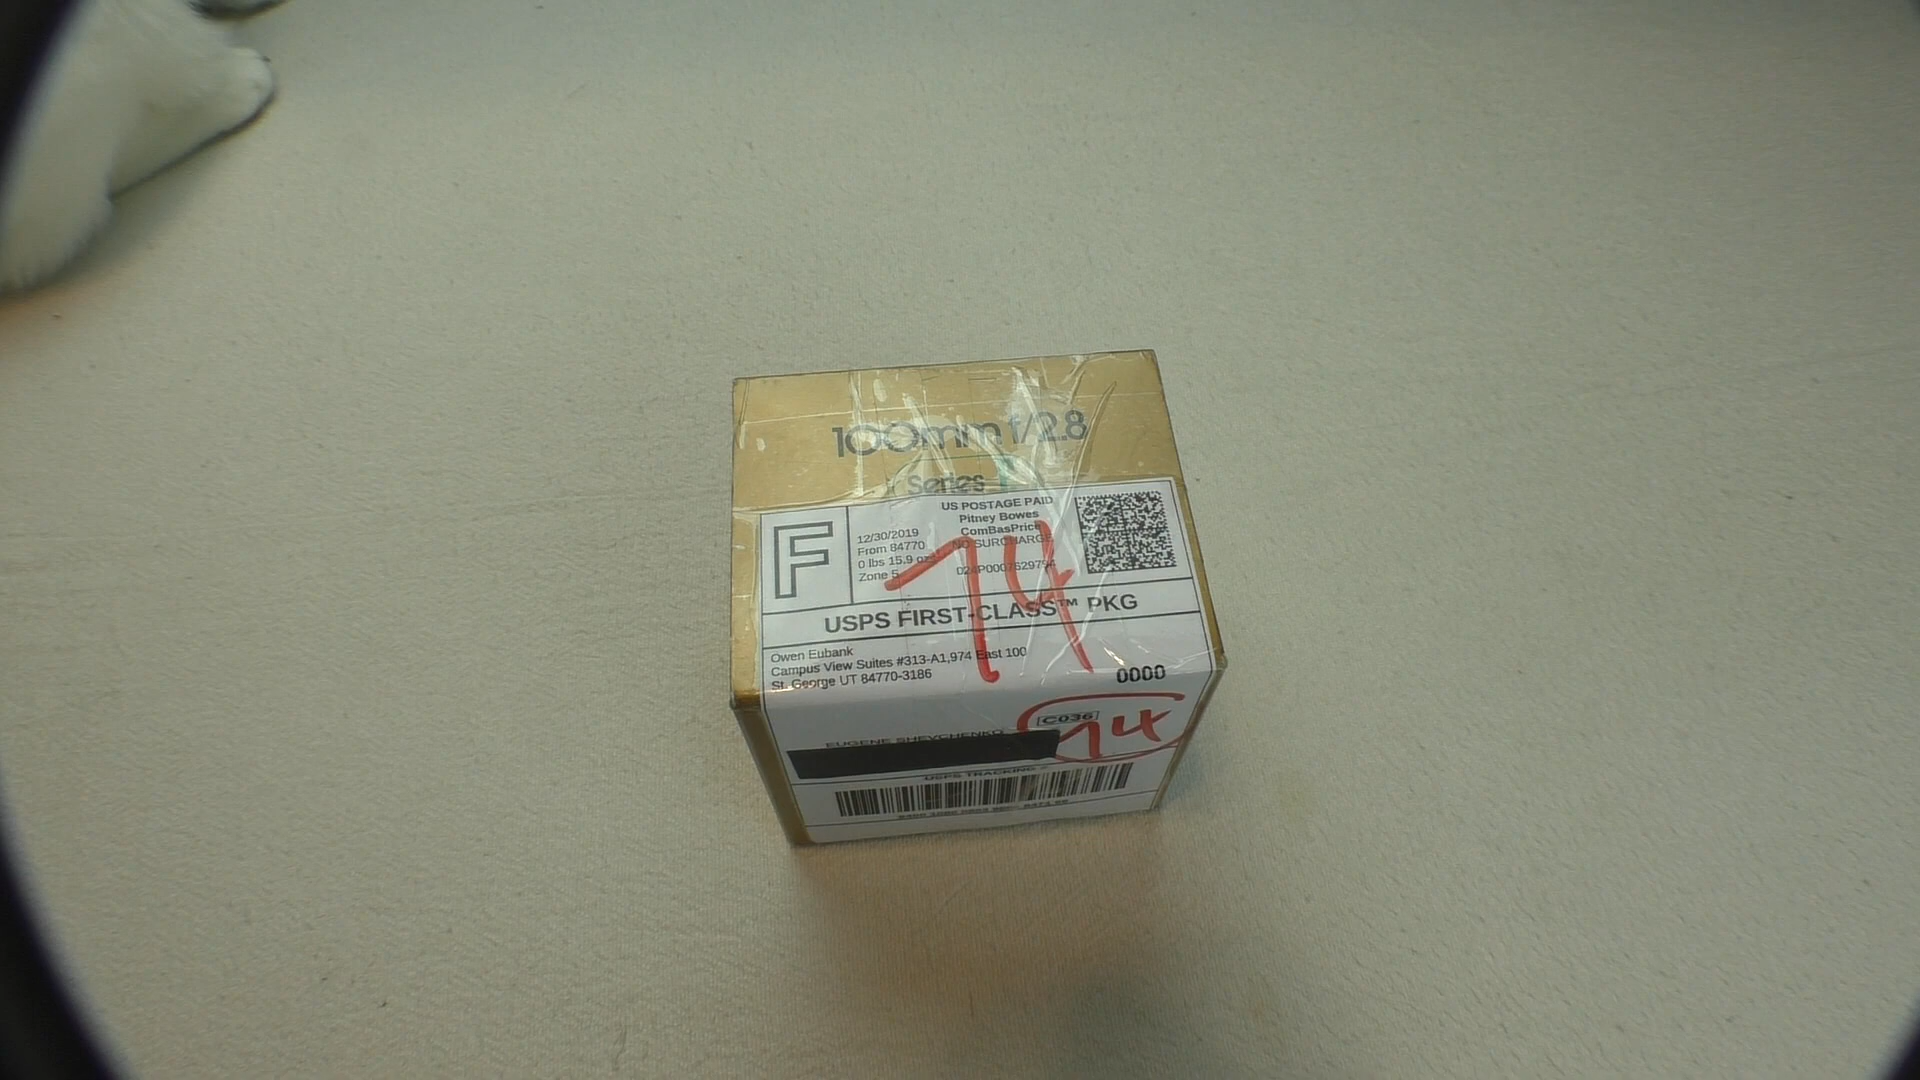 100mm f/2.8
Series
F
12/30/2019
From 84770
0 lbs 15.9 oz
Zone 5
US POSTAGE PAID
Pitney Bowes
ComBasPrice
NO SURCHARGE
74
USPS FIRST-CLASS™ PKG
Owen Eubank
Campus View Suites #313-A1,974 East 100
St. George UT 84770-3186
0000
C036
74
EUGENE SHEVCHENKO
USPS TRACKING #